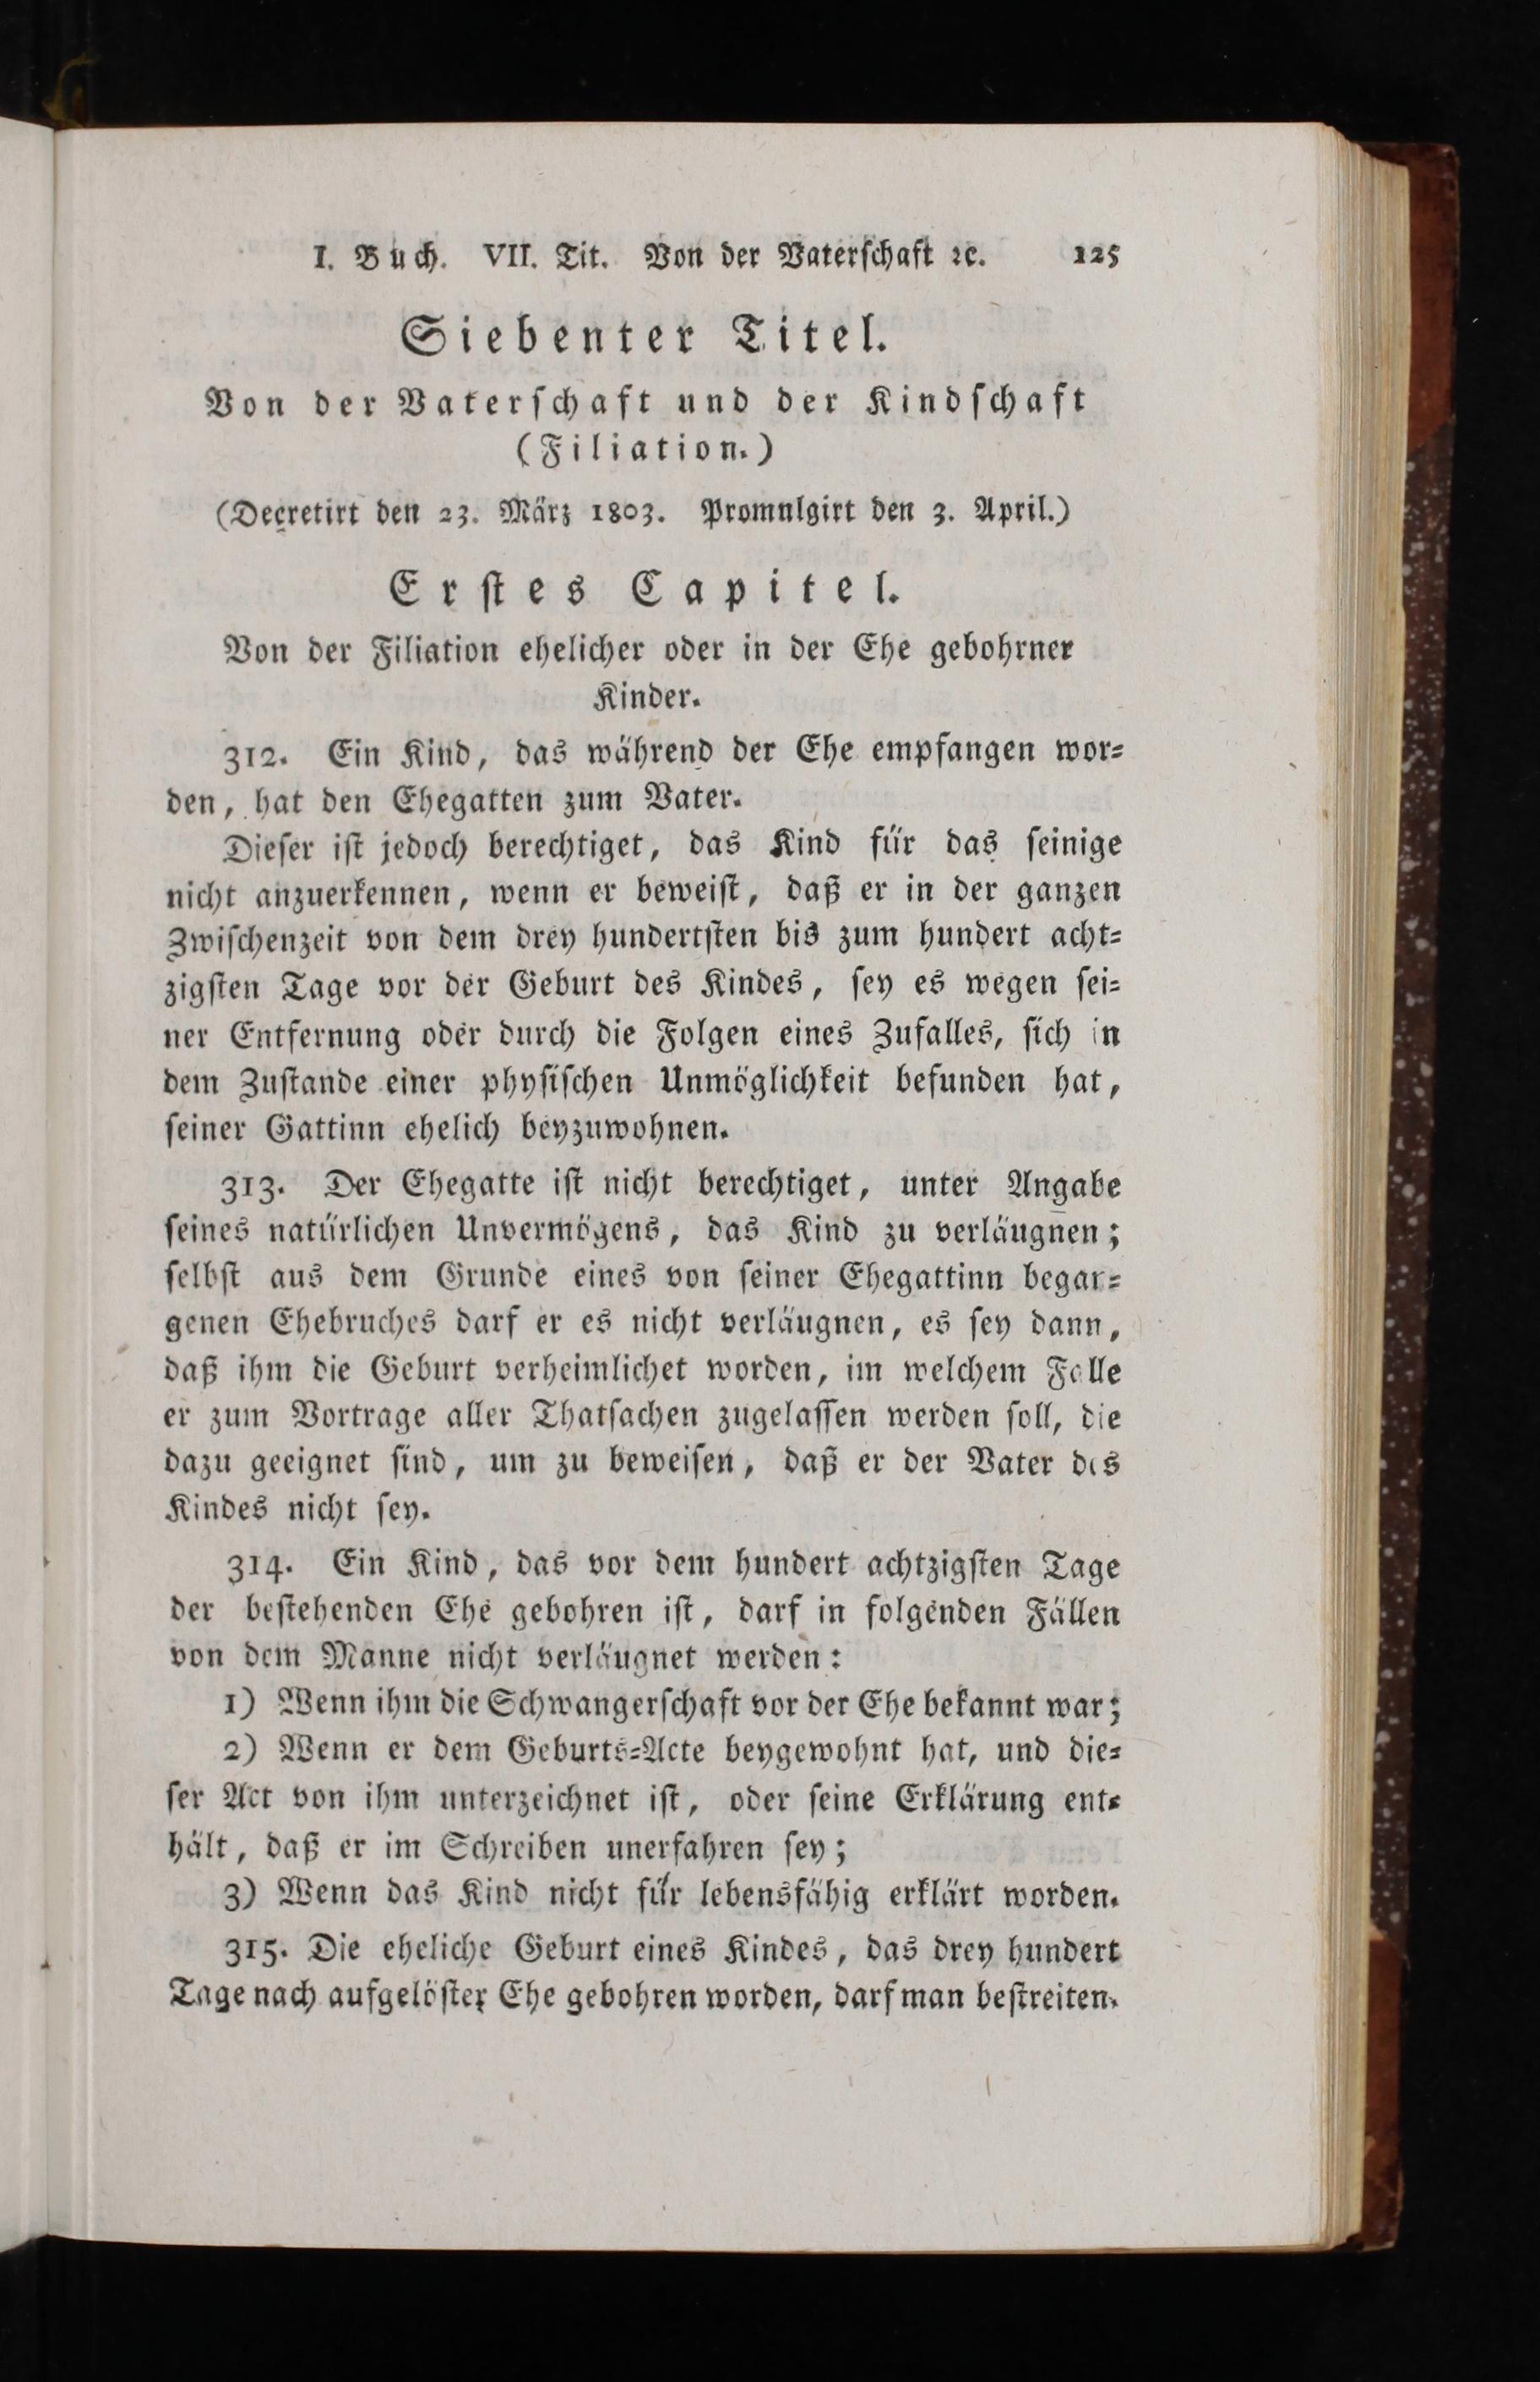 I. Buch. VII. Tit. Von der Vaterschaft ꝛc. 125
Siebenter Titel.
Von der Vaterschaft und der Kindschaft
(Filiation.)
(Decretirt den 23. März 1803. Promulgirt den 3. April.)
Erstes Capitel.
Von der Filiation ehelicher oder in der Ehe gebohrner
Kinder.
312. Ein Kind, das während der Ehe empfangen wor-
den, hat den Ehegatten zum Vater.
Dieser ist jedoch berechtiget, das Kind für das seinige
nicht anzuerkennen, wenn er beweist, daß er in der ganzen
Zwischenzeit von dem drey hundertsten bis zum hundert acht-
zigsten Tage vor der Geburt des Kindes, sey es wegen sei-
ner Entfernung oder durch die Folgen eines Zufalles, sich in
dem Zustande einer physischen Unmöglichkeit befunden hat,
seiner Gattinn ehelich beyzuwohnen.
313. Der Ehegatte ist nicht berechtiget, unter Angabe
seines natürlichen Unvermögens, das Kind zu verläugnen;
selbst aus dem Grunde eines von seiner Ehegattinn began-
genen Ehebruches darf er es nicht verläugnen, es sey dann,
daß ihm die Geburt verheimlichet worden, im welchem Falle
er zum Vortrage aller Thatsachen zugelassen werden soll, die
dazu geeignet sind, um zu beweisen, daß er der Vater des
Kindes nicht sey.
314. Ein Kind, das vor dem hundert achtzigsten Tage
der bestehenden Ehe gebohren ist, darf in folgenden Fällen
von dem Manne nicht verläugnet werden:
1) Wenn ihm die Schwangerschaft vor der Ehe bekannt war;
2) Wenn er dem Geburts-Acte beygewohnt hat, und die-
ser Act von ihm unterzeichnet ist, oder seine Erklärung ent-
hält, daß er im Schreiben unerfahren sey;
3) Wenn das Kind nicht für lebensfähig erklärt worden.
315. Die eheliche Geburt eines Kindes, das drey hundert
Tage nach aufgelöster Ehe gebohren worden, darf man bestreiten.